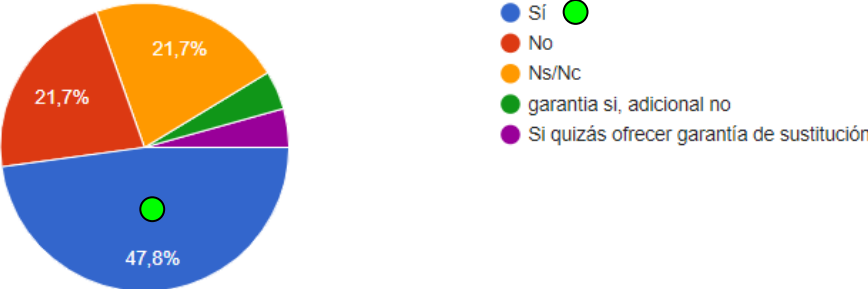 21,7%
21,7%
47,8%
Sí
No
Ns/Nc
garantia si, adicional no
Si quizás ofrecer garantía de sustitución